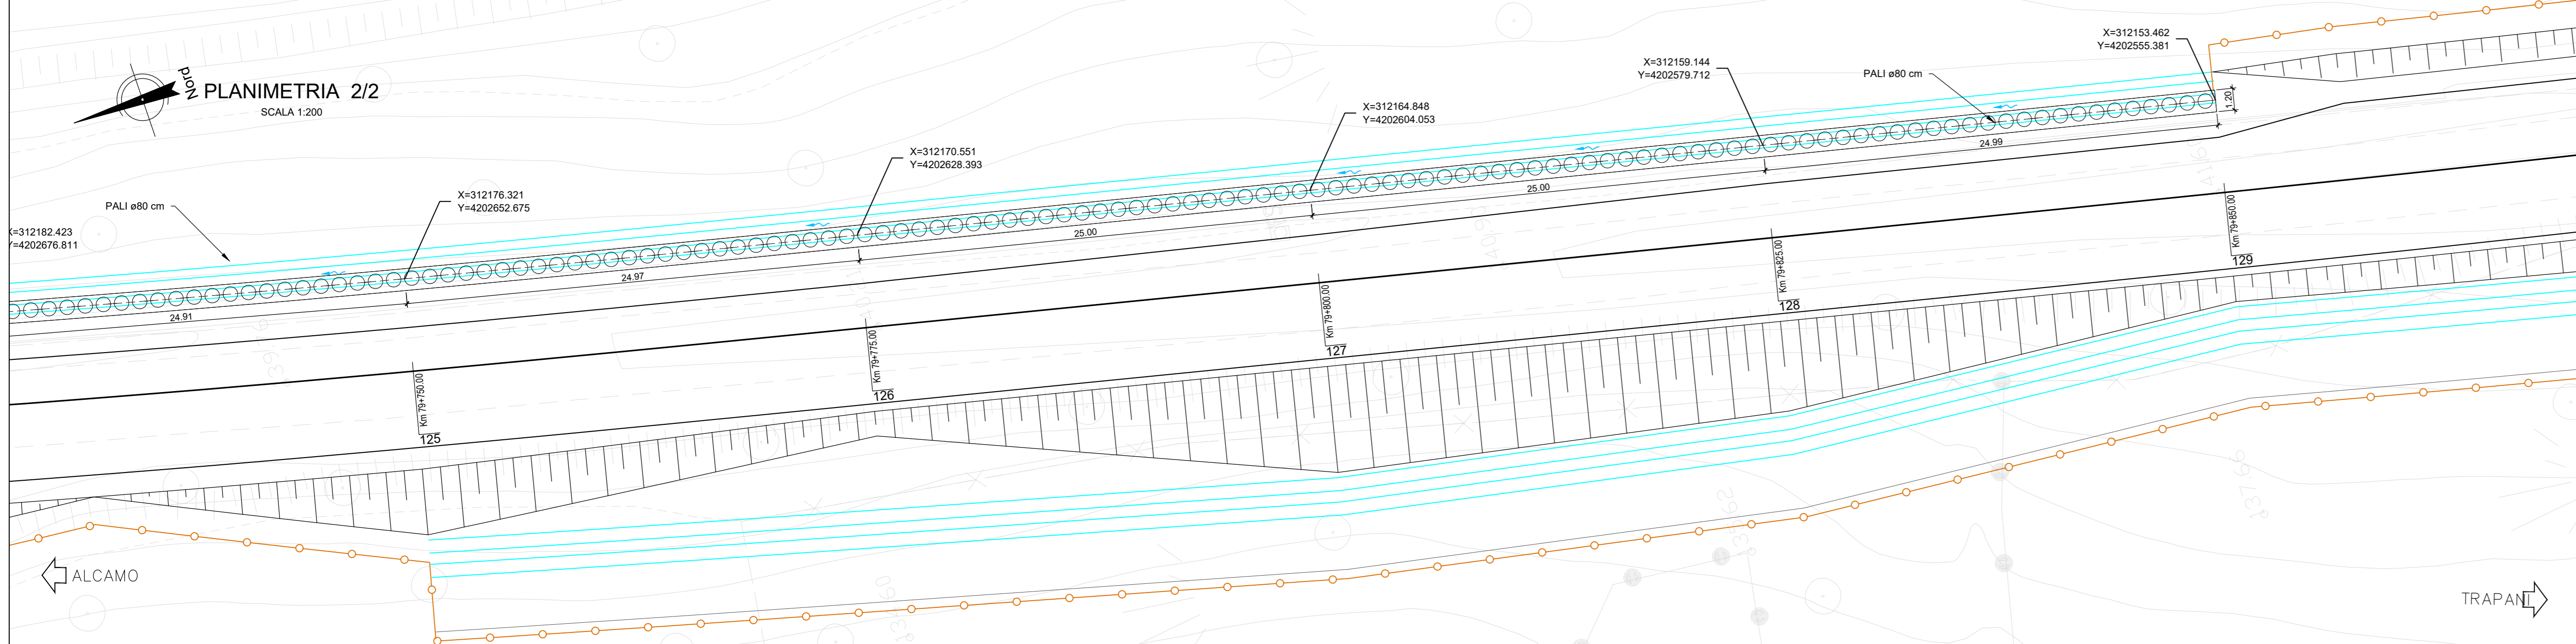 Nord
PLANIMETRIA 2/2
SCALA 1:200
X=312153.462
Y=4202555.381
X=312159.144
Y=4202579.712
PALI ø80 cm
1.20
X=312164.848
Y=4202604.053
24.99
X=312170.551
Y=4202628.393
25.00
X=312176.321
Y=4202652.675
PALI ø80 cm
25.00
X=312182.423
Y=4202676.811
24.97
24.91
Km 79+850.00
129
Km 79+825.00
128
Km 79+800.00
127
Km 79+775.00
126
Km 79+750.00
125
ALCAMO
TRAPANI